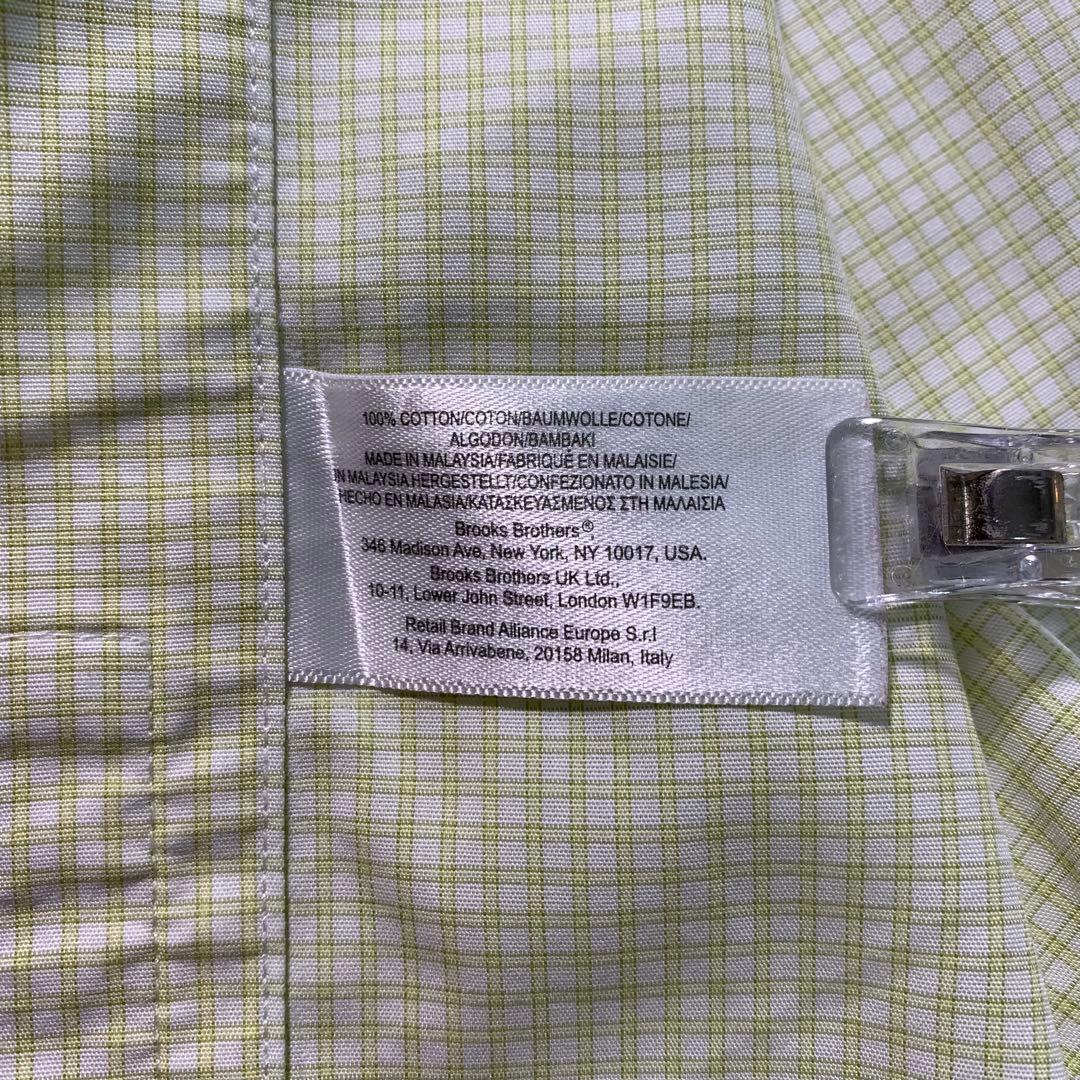 100% COTTON/COTON/BAUMWOLLE/COTONE/
ALGODON/BAMBAKI
MADE IN MALAYSIA/FABRIQUÉ EN MALAISIE/
IN MALAYSIA HERGESTELLT/CONFEZIONATO IN MALESIA/
HECHO EN MALASIA/ΚΑΤΑΣΚΕΥΑΣΜΕΝΟΣ ΣΤΗ ΜΑΛΑΙΣΙΑ
Brooks Brothers®,
346 Madison Ave, New York, NY 10017, USA.
Brooks Brothers UK Ltd.,
10-11, Lower John Street, London W1F9EB.
Retail Brand Alliance Europe S.r.l
14, Via Arrivabene, 20158 Milan, Italy